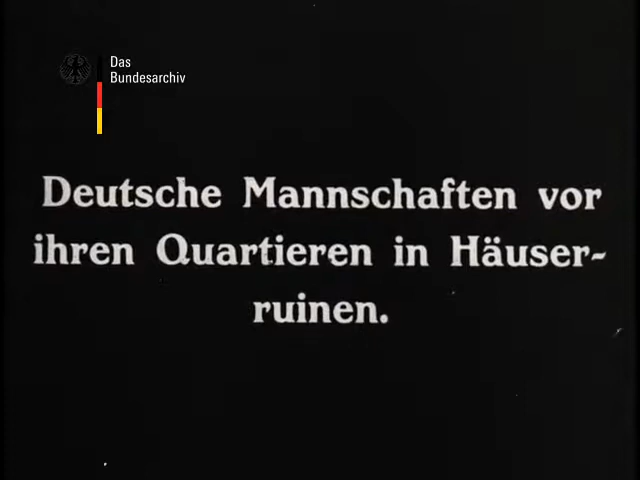 Das
Bundesarchiv
Deutsche Mannschaften vor
ihren Quartieren in Häuser-
ruinen.